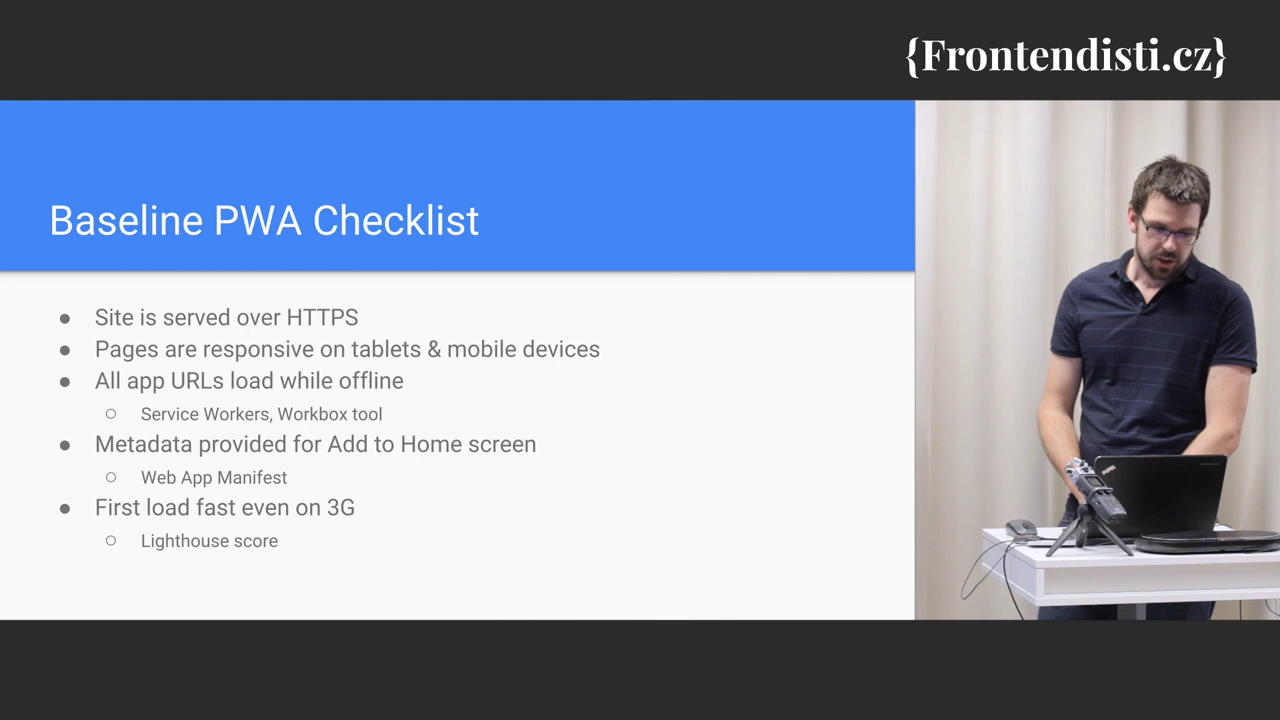 {Frontendisti.cz}
Baseline PWA Checklist
● Site is served over HTTPS
● Pages are responsive on tablets & mobile devices
● All app URLs load while offline
○ Service Workers, Workbox tool
● Metadata provided for Add to Home screen
○ Web App Manifest
● First load fast even on 3G
○ Lighthouse score